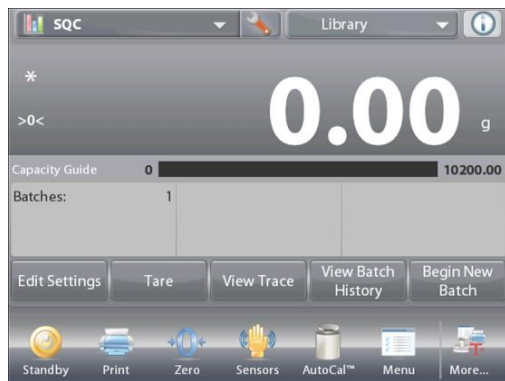 SQC
Library
*
>0<
0.00 g
Capacity Guide 0 10200.00
Batches: 1
Edit Settings
Tare
View Trace
View Batch
History
Begin New
Batch
Standby
Print
Zero
Sensors
AutoCal™
Menu
More...